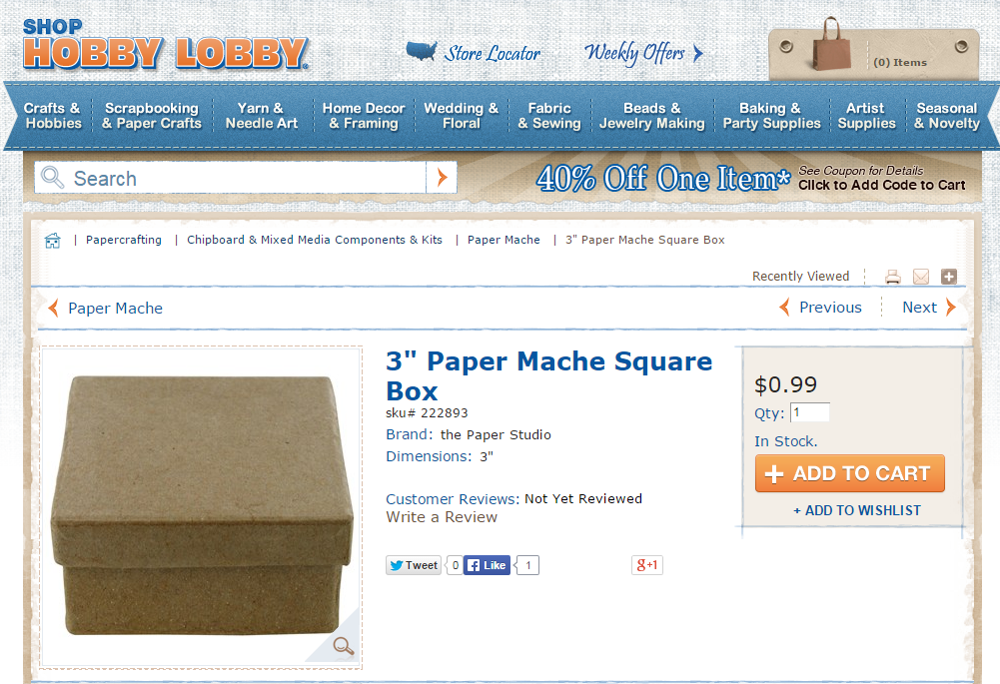 SHOP
HOBBY LOBBY®
Store Locator
Weekly Offers
(0) Items
Crafts & Hobbies
Scrapbooking & Paper Crafts
Yarn & Needle Art
Home Decor & Framing
Wedding & Floral
Fabric & Sewing
Beads & Jewelry Making
Baking & Party Supplies
Artist Supplies
Seasonal & Novelty
Search
40% Off One Item*
See Coupon for Details
Click to Add Code to Cart
| Papercrafting | Chipboard & Mixed Media Components & Kits | Paper Mache | 3" Paper Mache Square Box
Recently Viewed
Paper Mache
Previous
Next
3" Paper Mache Square
Box
sku# 222893
Brand: the Paper Studio
Dimensions: 3"
Customer Reviews: Not Yet Reviewed
Write a Review
Tweet 0
Like 1
g+1
$0.99
Qty: 1
In Stock.
+ ADD TO CART
+ ADD TO WISHLIST